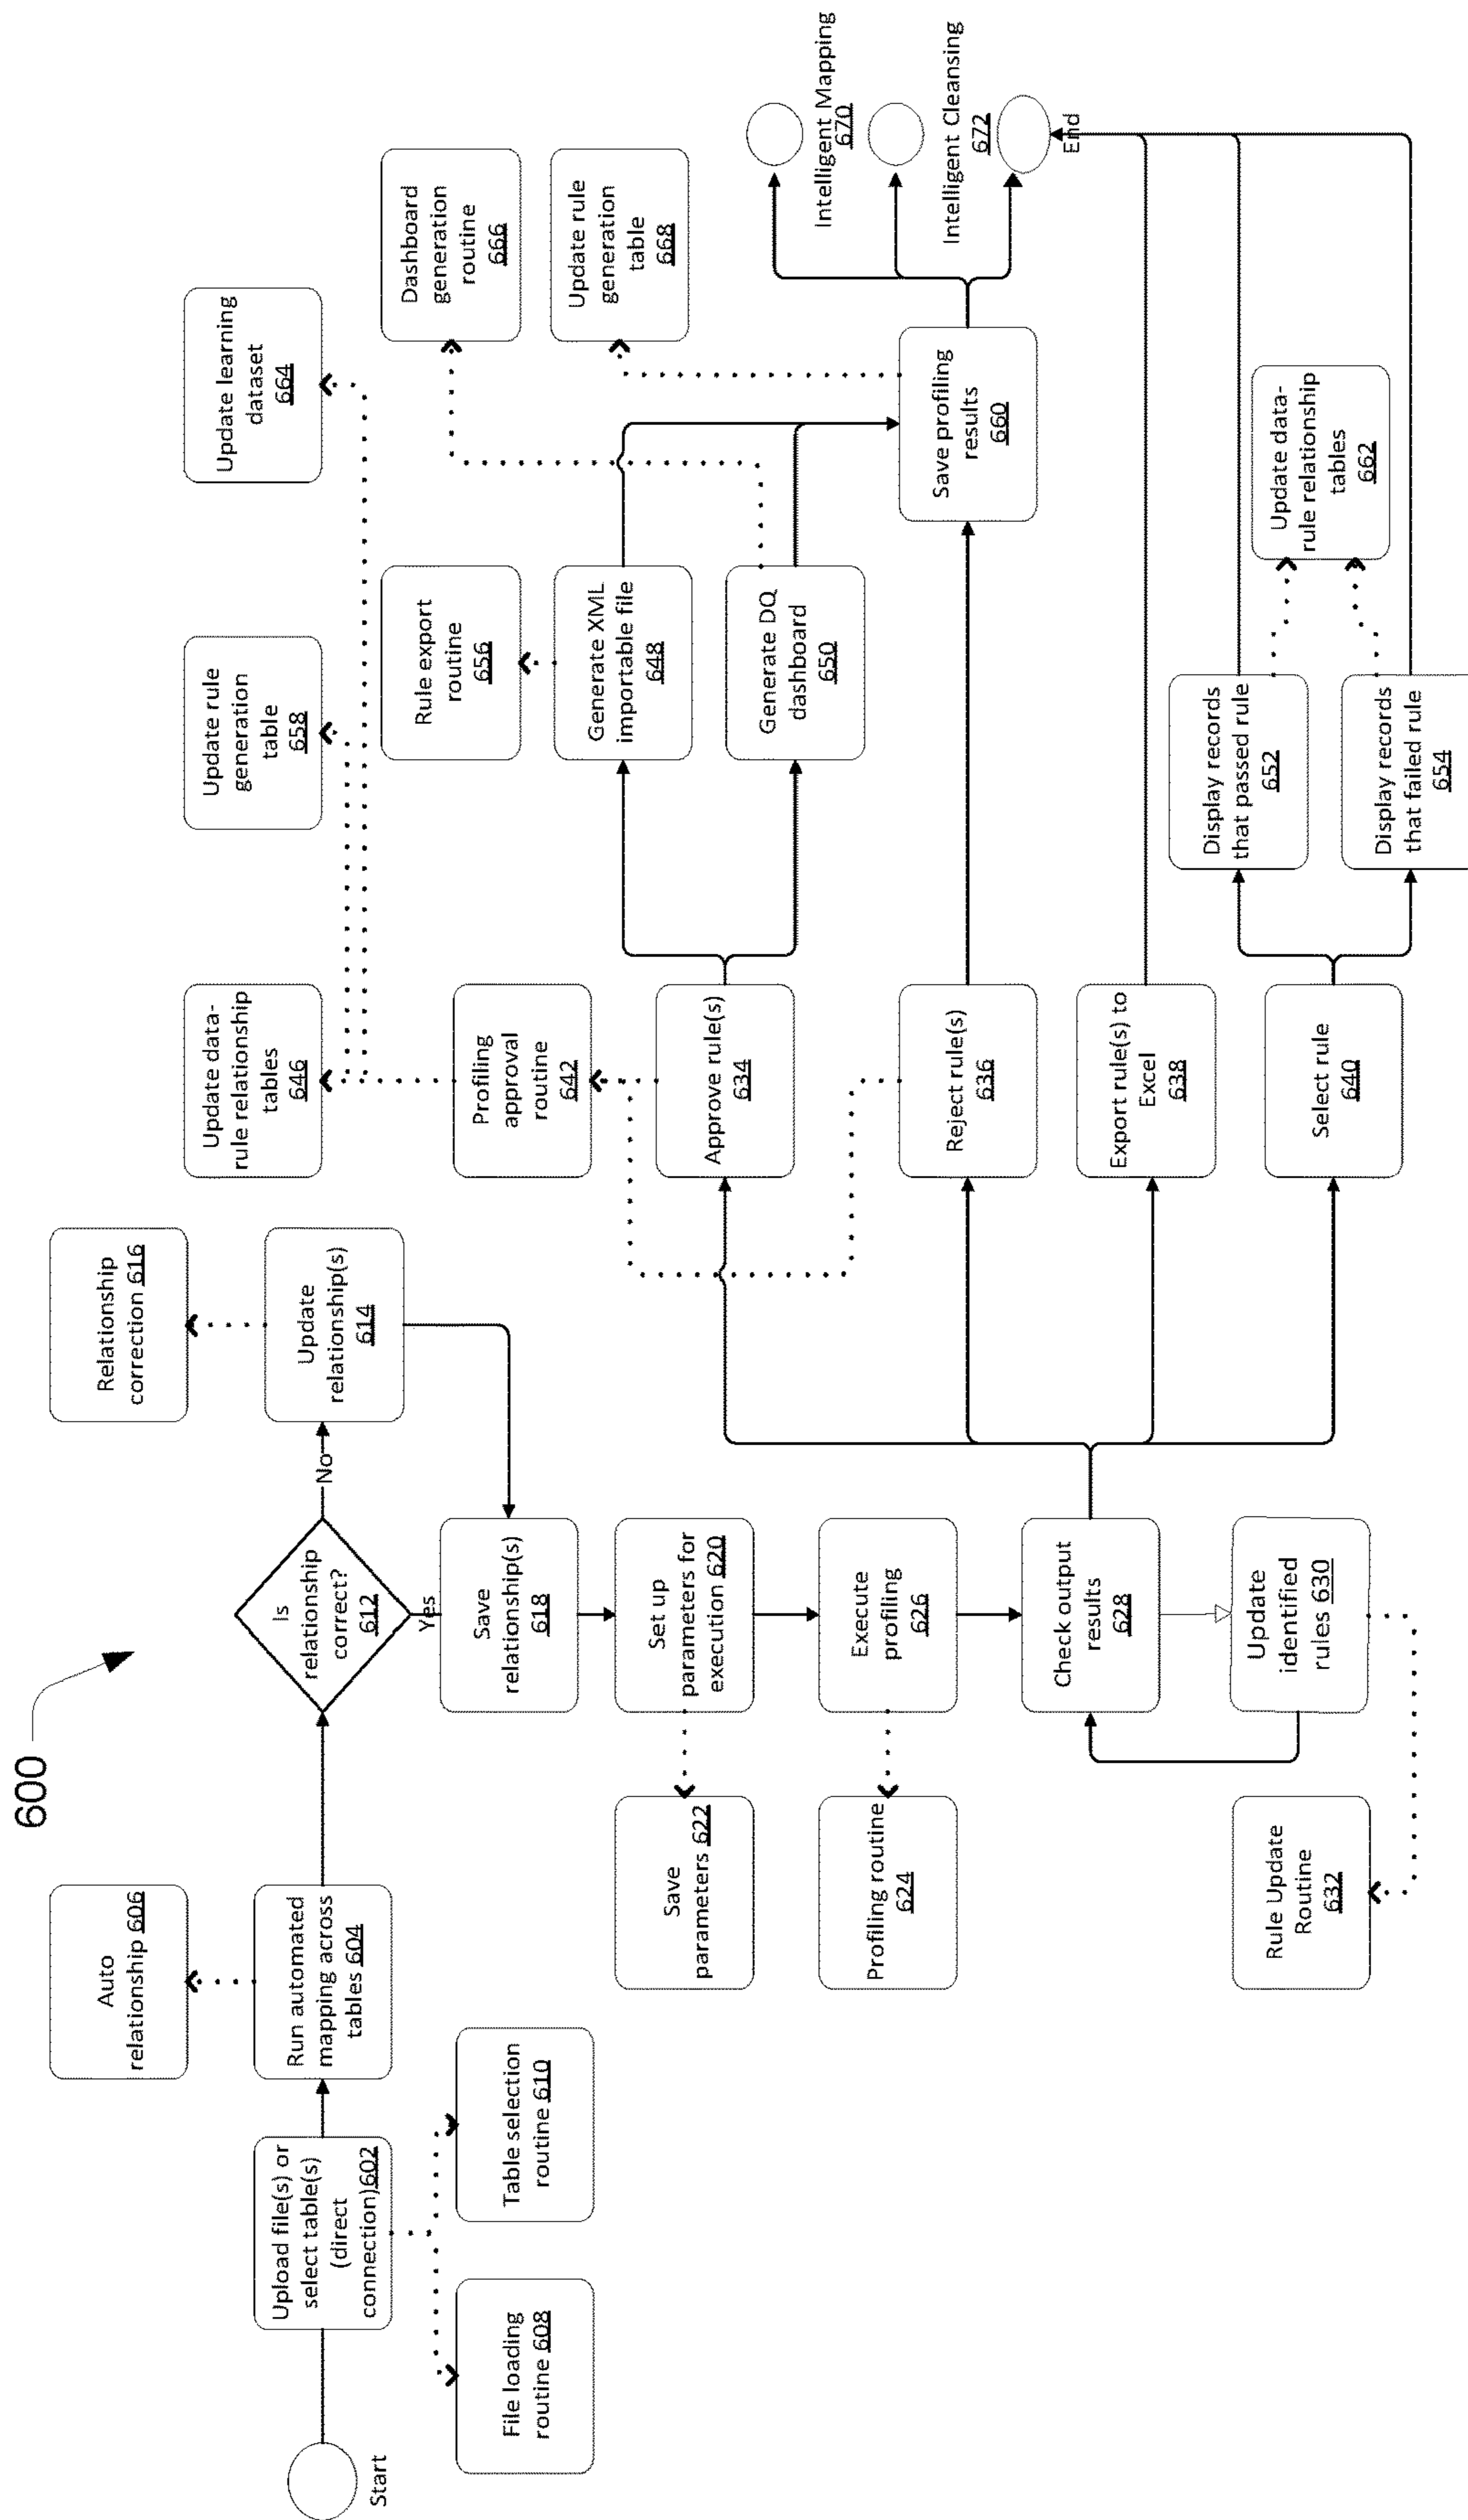 600
Start
Upload file(s) or
select table(s)
(direct
connection)602
File loading
routine 608
Table selection
routine 610
Auto
relationship 606
Run automated
mapping across
tables 604
Is
relationship
correct?
612
No
Yes
Relationship
correction 616
Update
relationship(s)
614
Save
relationship(s)
618
Set up
parameters for
execution 620
Save
parameters 622
Execute
profiling
626
Profiling routine
624
Check output
results
628
Update
identified
rules 630
Rule Update
Routine
632
Update data-
rule relationship
tables
646
Profiling
approval
routine
642
Approve rule(s)
634
Reject rule(s)
636
Export rule(s) to
Excel
638
Select rule
640
Update rule
generation
table
658
Rule export
routine
656
Generate XML
importable file
648
Generate DQ
dashboard
650
Display records
that passed rule
652
Display records
that failed rule
654
Update learning
dataset
664
Dashboard
generation
routine
666
Update rule
generation
table
668
Save profiling
results
660
Update data-
rule relationship
tables
662
Intelligent Mapping
670
Intelligent Cleansing
672
End